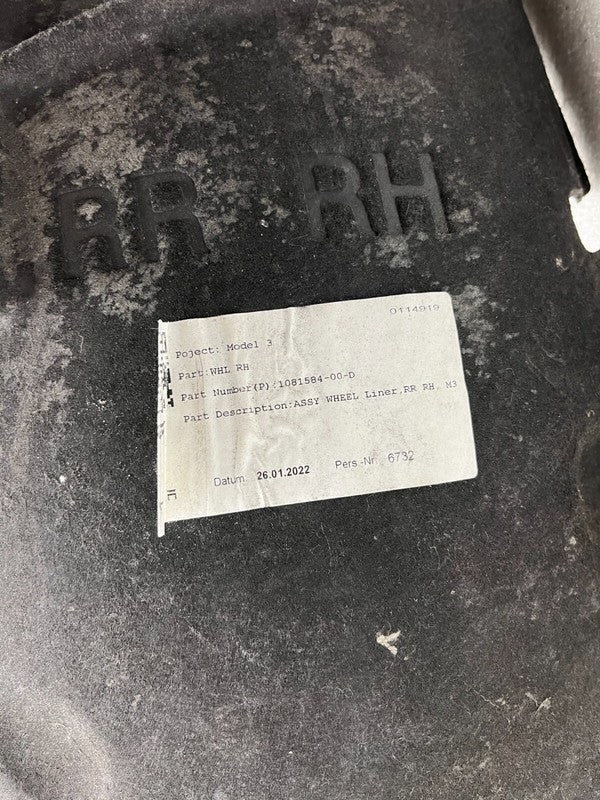 RR RH
0114919
Poject: Model 3
Part:WHL RH
Part Number(P):1081584-00-D
Part Description:ASSY WHEEL Liner,RR RH, M3
Datum: 26.01.2022 Pers.-Nr. 6732